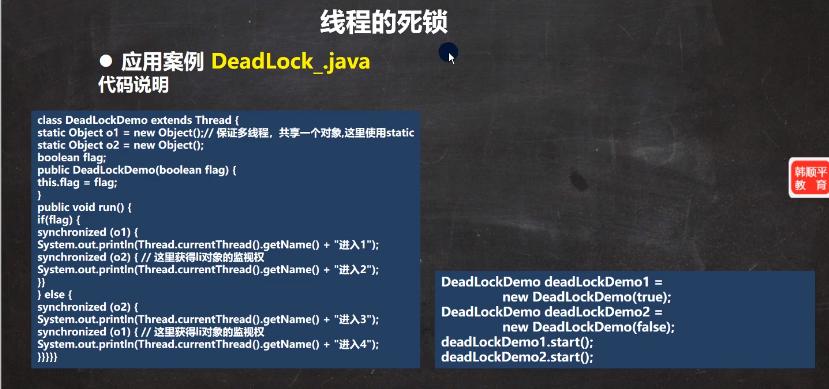 线程的死锁
● 应用案例 DeadLock_.java
代码说明
class DeadLockDemo extends Thread {
static Object o1 = new Object();// 保证多线程，共享一个对象,这里使用static
static Object o2 = new Object();
boolean flag;
public DeadLockDemo(boolean flag) {
this.flag = flag;
}
public void run() {
if(flag) {
synchronized (o1) {
System.out.println(Thread.currentThread().getName() + "进入1");
synchronized (o2) { // 这里获得li对象的监视权
System.out.println(Thread.currentThread().getName() + "进入2");
}}
} else {
synchronized (o2) {
System.out.println(Thread.currentThread().getName() + "进入3");
synchronized (o1) { // 这里获得li对象的监视权
System.out.println(Thread.currentThread().getName() + "进入4");
}}}}}
DeadLockDemo deadLockDemo1 =
new DeadLockDemo(true);
DeadLockDemo deadLockDemo2 =
new DeadLockDemo(false);
deadLockDemo1.start();
deadLockDemo2.start();
韩顺平
教 育